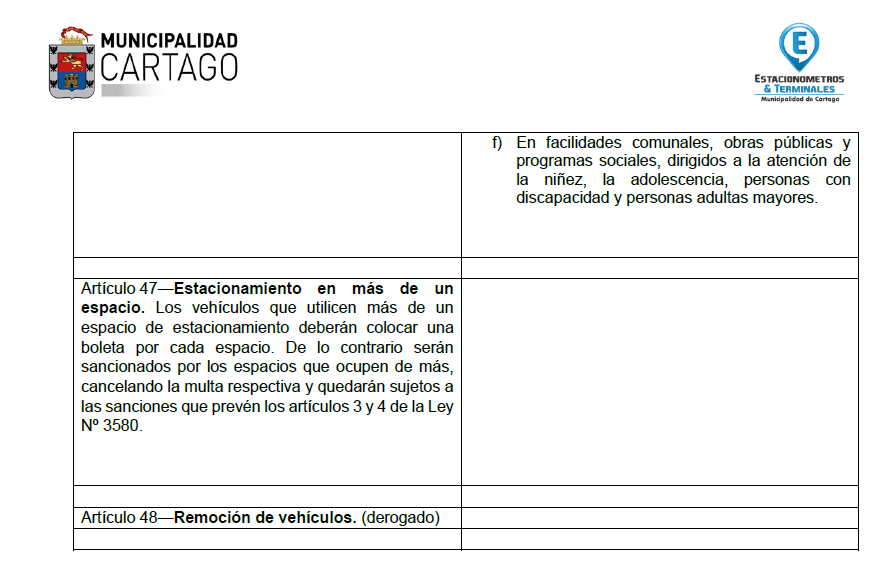 MUNICIPALIDAD
CARTAGO
E
ESTACIONOMETROS
& TERMINALES
Municipalidad de Cartago
f) En facilidades comunales, obras públicas y
programas sociales, dirigidos a la atención de
la niñez, la adolescencia, personas con
discapacidad y personas adultas mayores.
Artículo 47—Estacionamiento en más de un
espacio. Los vehículos que utilicen más de un
espacio de estacionamiento deberán colocar una
boleta por cada espacio. De lo contrario serán
sancionados por los espacios que ocupen de más,
cancelando la multa respectiva y quedarán sujetos a
las sanciones que prevén los artículos 3 y 4 de la Ley
Nº 3580.
Artículo 48—Remoción de vehículos. (derogado)